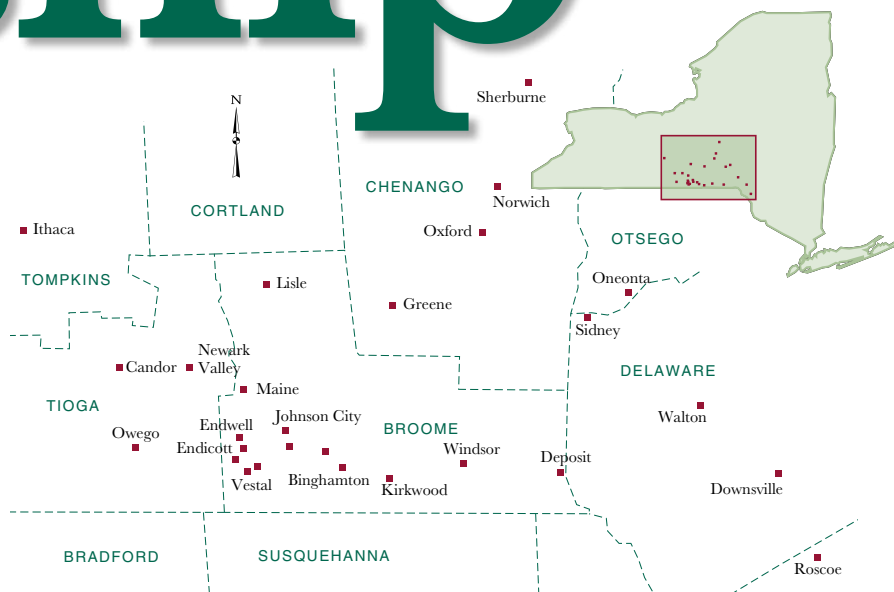 N
Sherburne
CHENANGO
Norwich
CORTLAND
Oxford
Ithaca
OTSEGO
TOMPKINS
Oneonta
Lisle
Greene
Sidney
Newark
Valley
Candor
DELAWARE
Maine
TIOGA
Johnson City
Walton
Endwell
BROOME
Owego
Endicott
Windsor
Deposit
Vestal
Binghamton
Kirkwood
Downsville
BRADFORD
SUSQUEHANNA
Roscoe